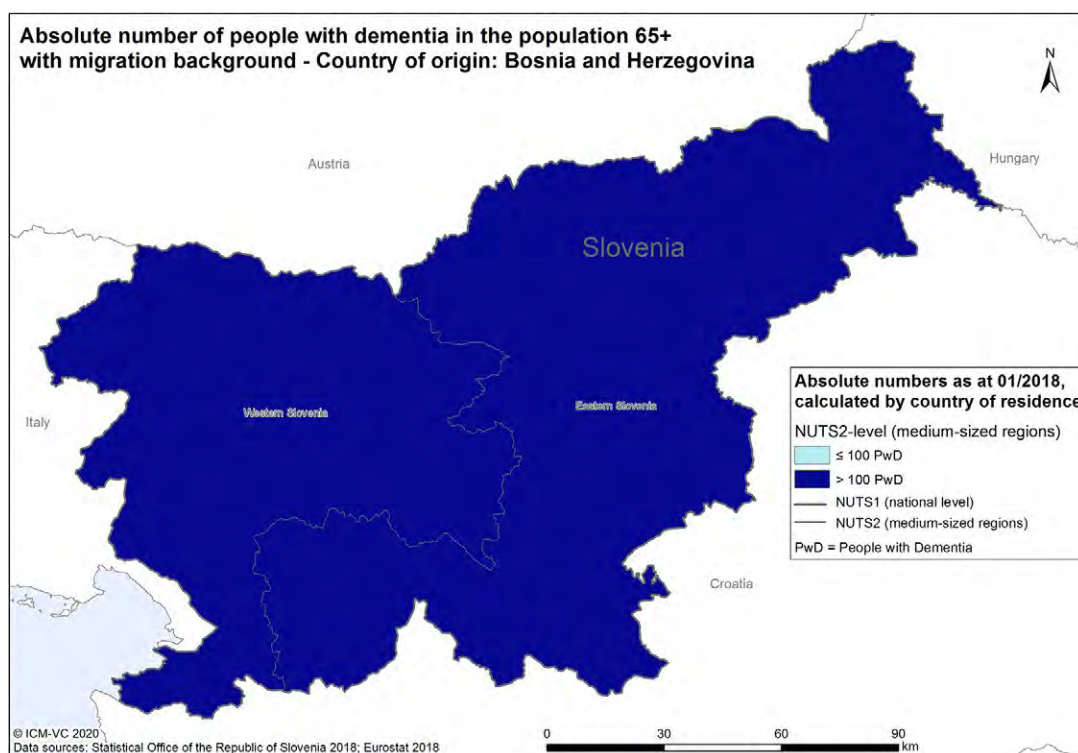 Absolute number of people with dementia in the population 65+
with migration background - Country of origin: Bosnia and Herzegovina
N
Austria
Hungary
Slovenia
Italy
Western Slovenia
Eastern Slovenia
Croatia
Absolute numbers as at 01/2018,
calculated by country of residence
NUTS2-level (medium-sized regions)
≤ 100 PwD
> 100 PwD
NUTS1 (national level)
NUTS2 (medium-sized regions)
PwD = People with Dementia
© ICM-VC 2020
Data sources: Statistical Office of the Republic of Slovenia 2018; Eurostat 2018
0 30 60 90
km